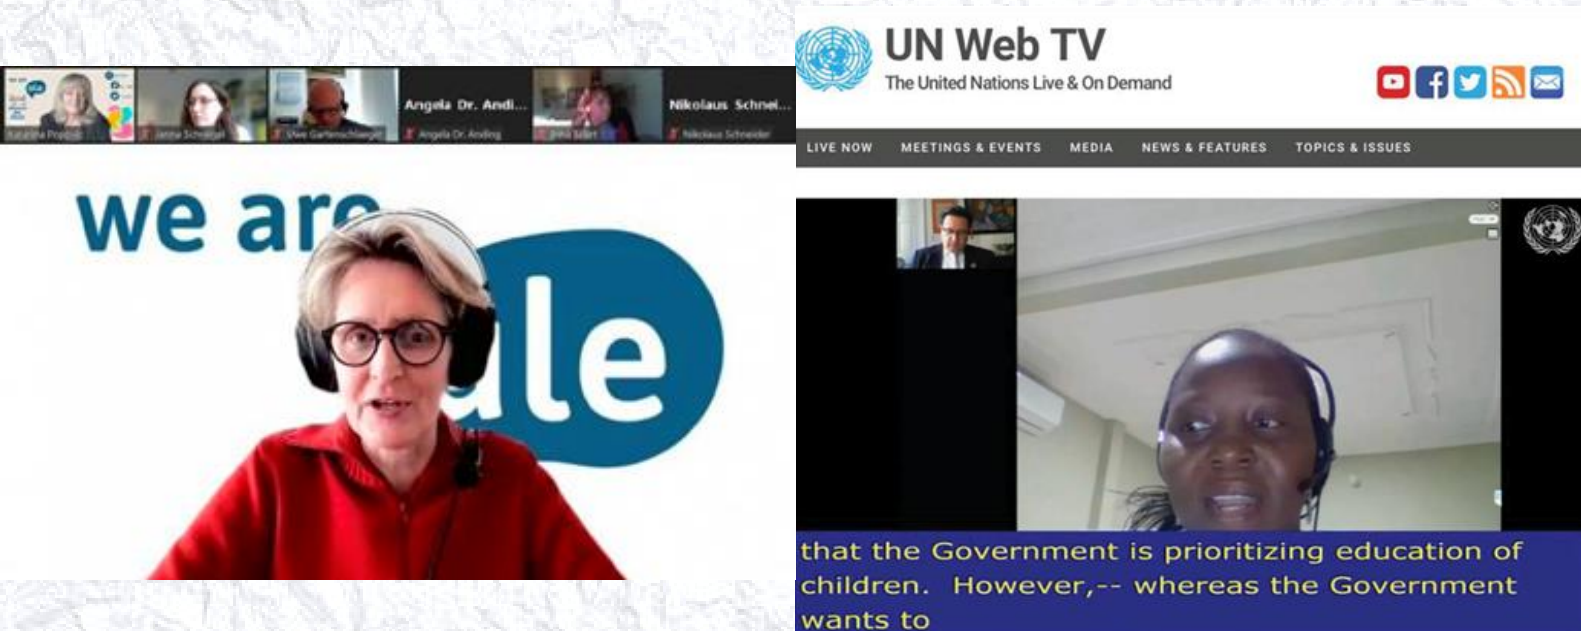 Katarina Popovic
Uwe Gartenschlaeger
Angela Dr. Andi...
Angela Dr. Anding
Nikolaus Schnei...
Nikolaus Schneider
we are
ale
UN Web TV
The United Nations Live & On Demand
LIVE NOW
MEETINGS & EVENTS
MEDIA
NEWS & FEATURES
TOPICS & ISSUES
that the Government is prioritizing education of
children. However,-- whereas the Government
wants to